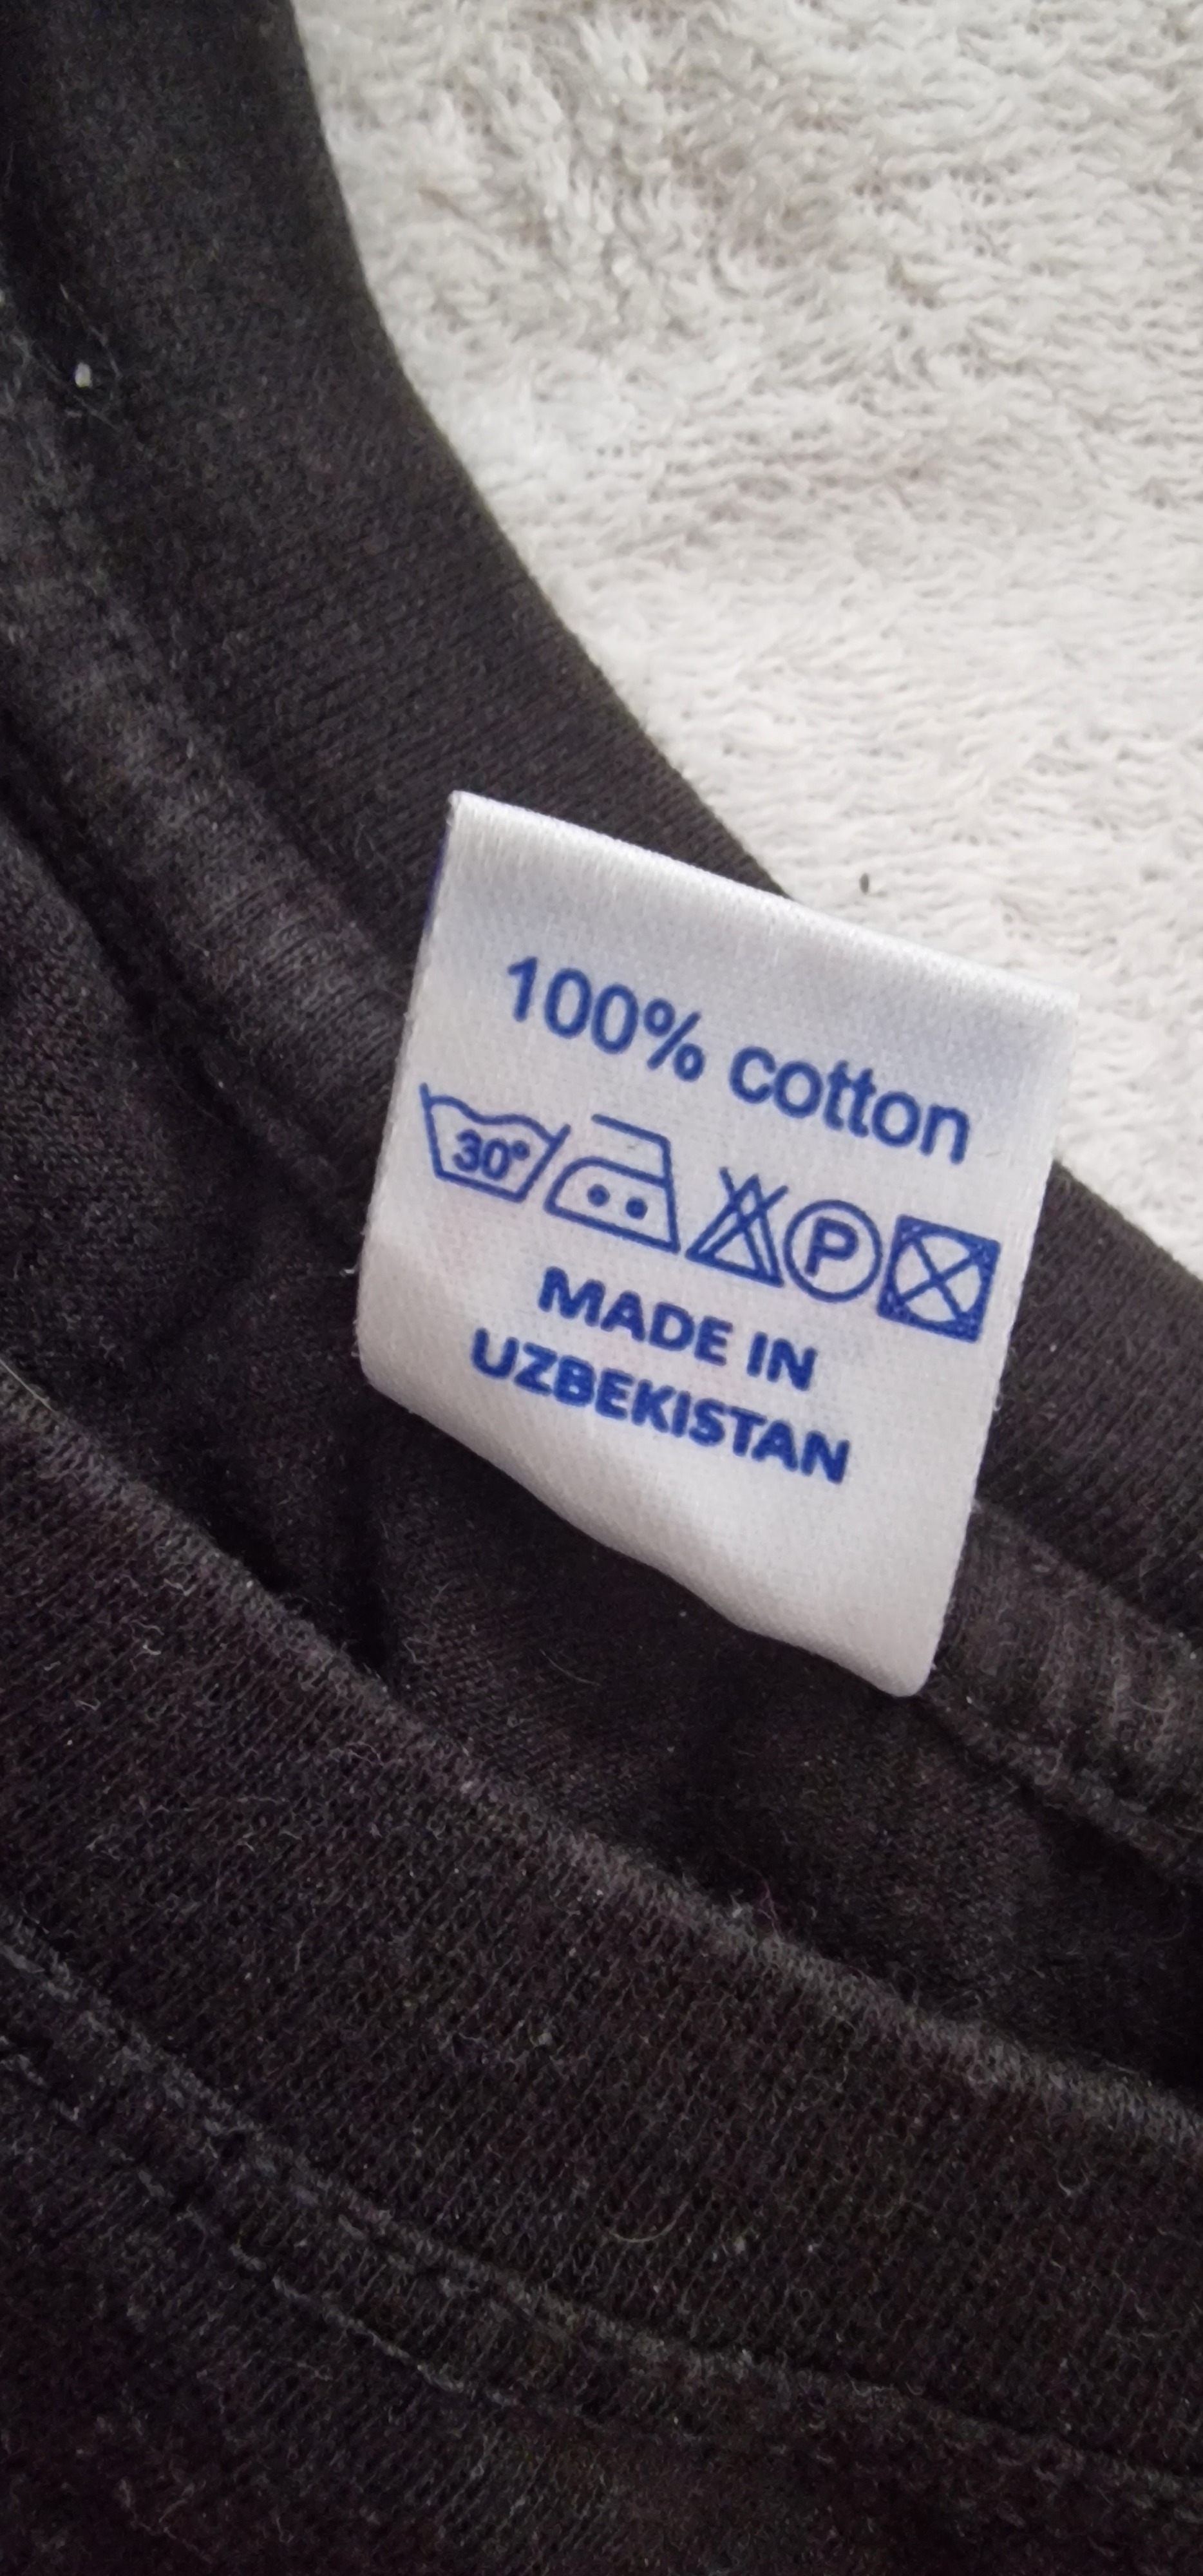 100% cotton
30° P
MADE IN
UZBEKISTAN